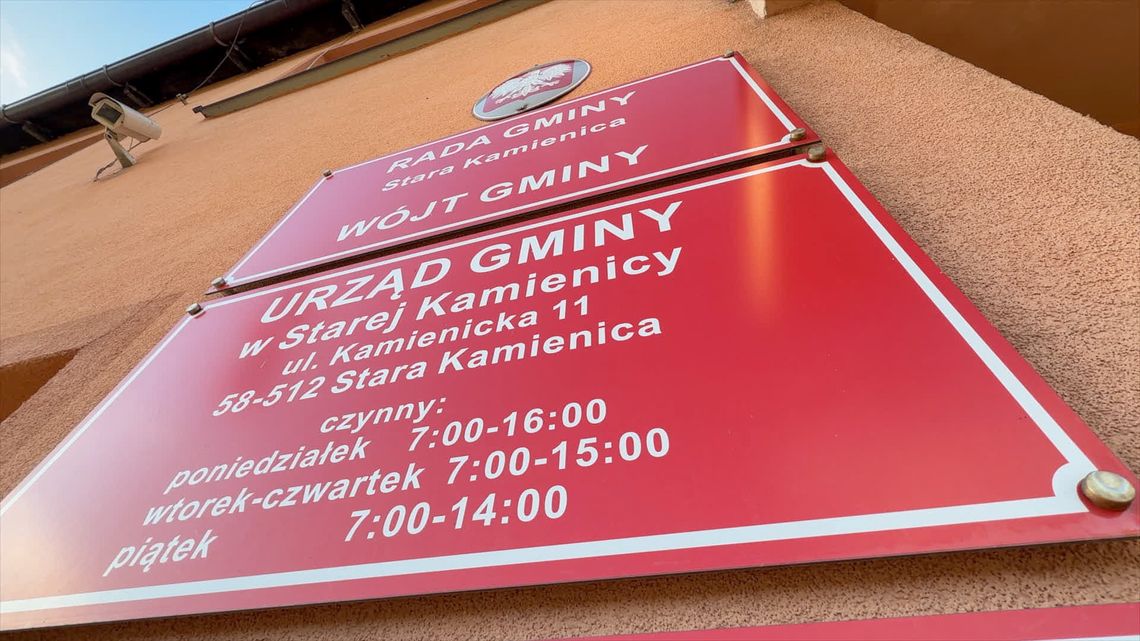 RADA GMINY
Stara Kamienica
WÓJT GMINY
URZĄD GMINY
w Starej Kamienicy
ul. Kamienicka 11
58-512 Stara Kamienica
czynny:
poniedziałek 7:00-16:00
wtorek-czwartek 7:00-15:00
piątek 7:00-14:00